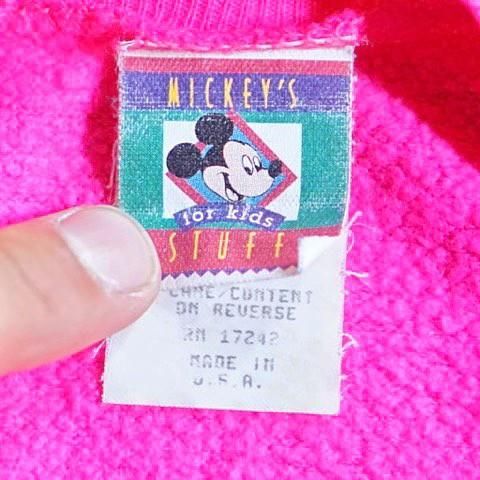 MICKEY'S
for kids
STUFF
CARE/CONTENT
ON REVERSE
RN 17242
MADE IN
U.S.A.